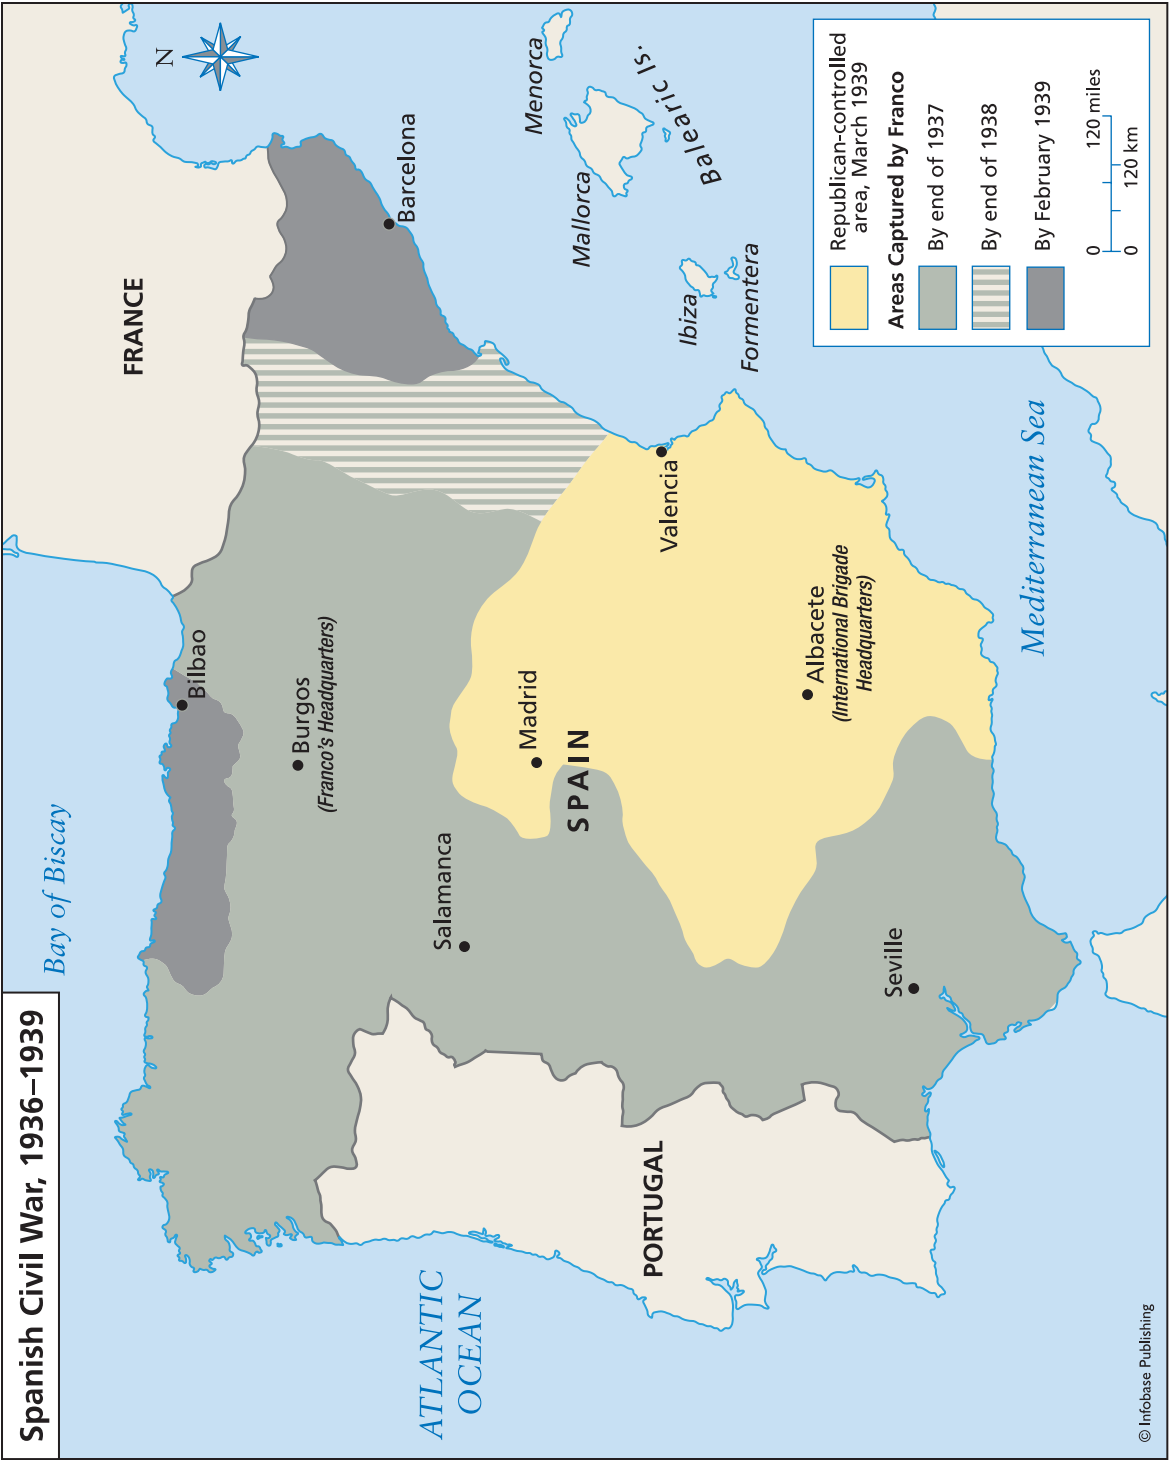 Spanish Civil War, 1936–1939
N
Bay of Biscay
FRANCE
Bilbao
Burgos
(Franco's Headquarters)
Barcelona
Salamanca
Madrid
SPAIN
Valencia
Menorca
Mallorca
Balearic Is.
Ibiza
Formentera
ATLANTIC
OCEAN
PORTUGAL
Albacete
(International Brigade
Headquarters)
Seville
Mediterranean Sea
Republican-controlled
area, March 1939
Areas Captured by Franco
By end of 1937
By end of 1938
By February 1939
0 120 miles
0 120 km
© Infobase Publishing